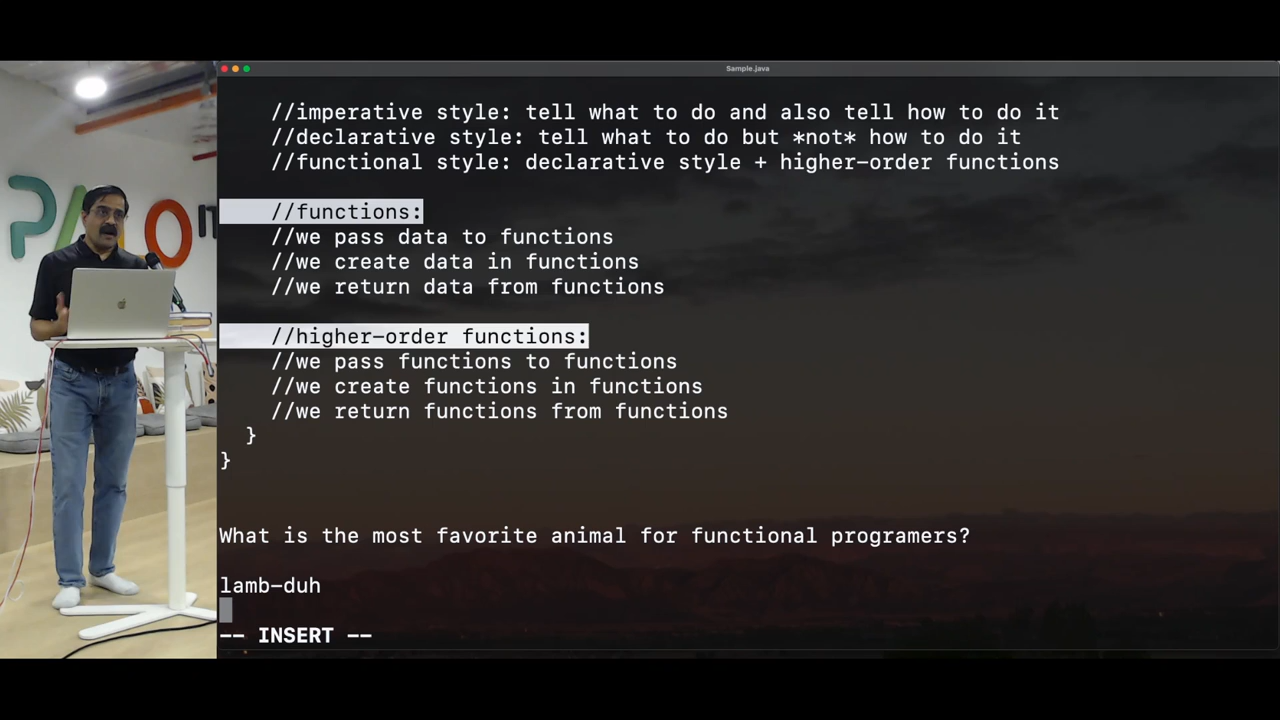 Sample.java
//imperative style: tell what to do and also tell how to do it
//declarative style: tell what to do but *not* how to do it
//functional style: declarative style + higher-order functions
//functions:
//we pass data to functions
//we create data in functions
//we return data from functions
//higher-order functions:
//we pass functions to functions
//we create functions in functions
//we return functions from functions
}
}
What is the most favorite animal for functional programers?
lamb-duh
-- INSERT --